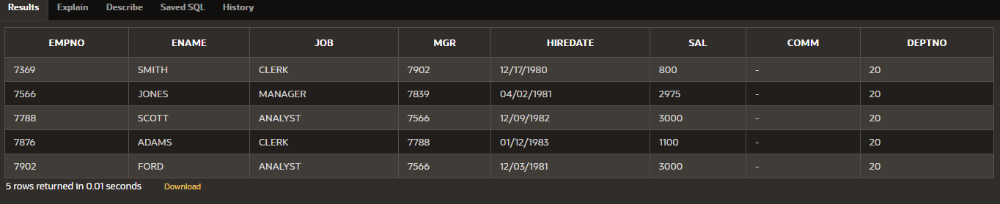 Results Explain Describe Saved SQL History
EMPNO ENAME JOB MGR HIREDATE SAL COMM DEPTNO
7369 SMITH CLERK 7902 12/17/1980 800 - 20
7566 JONES MANAGER 7839 04/02/1981 2975 - 20
7788 SCOTT ANALYST 7566 12/09/1982 3000 - 20
7876 ADAMS CLERK 7788 01/12/1983 1100 - 20
7902 FORD ANALYST 7566 12/03/1981 3000 - 20
5 rows returned in 0.01 seconds Download